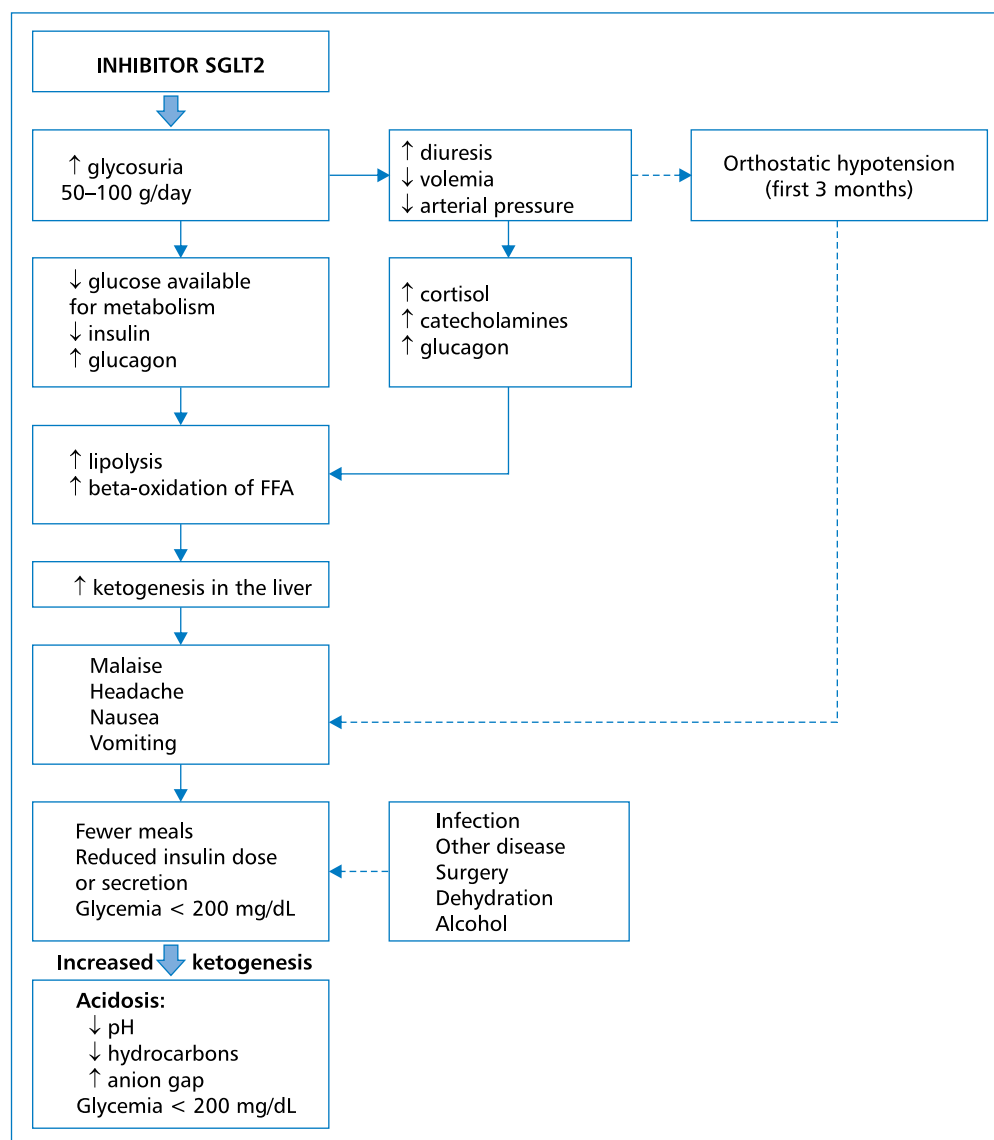 INHIBITOR SGLT2
↑ glycosuria
50–100 g/day
↑ diuresis
↓ volemia
↓ arterial pressure
Orthostatic hypotension
(first 3 months)
↓ glucose available
for metabolism
↓ insulin
↑ glucagon
↑ cortisol
↑ catecholamines
↑ glucagon
↑ lipolysis
↑ beta-oxidation of FFA
↑ ketogenesis in the liver
Malaise
Headache
Nausea
Vomiting
Fewer meals
Reduced insulin dose
or secretion
Glycemia < 200 mg/dL
Infection
Other disease
Surgery
Dehydration
Alcohol
Increased ketogenesis
Acidosis:
↓ pH
↓ hydrocarbons
↑ anion gap
Glycemia < 200 mg/dL